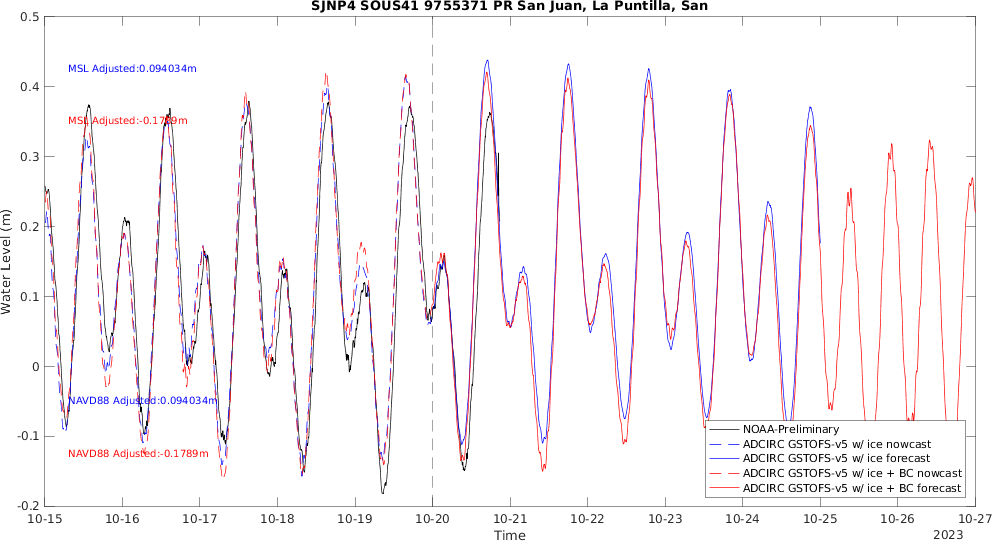 SJNP4 SOUS41 9755371 PR San Juan, La Puntilla, San
Water Level (m)
0.5
0.4
0.3
0.2
0.1
0
-0.1
-0.2
MSL Adjusted:0.094034m
MSL Adjusted:-0.1789m
NAVD88 Adjusted:0.094034m
NAVD88 Adjusted:-0.1789m
NOAA-Preliminary
ADCIRC GSTOFS-v5 w/ ice nowcast
ADCIRC GSTOFS-v5 w/ ice forecast
ADCIRC GSTOFS-v5 w/ ice + BC nowcast
ADCIRC GSTOFS-v5 w/ ice + BC forecast
10-15 10-16 10-17 10-18 10-19 10-20 10-21 10-22 10-23 10-24 10-25 10-26 10-27
Time
2023